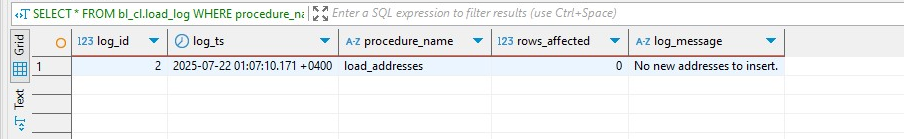 SELECT * FROM bl_cl.load_log WHERE procedure_na
Enter a SQL expression to filter results (use Ctrl+Space)
Grid
Text
123 log_id
log_ts
A-Z procedure_name
123 rows_affected
A-Z log_message
1 2 2025-07-22 01:07:10.171 +0400 load_addresses 0 No new addresses to insert.